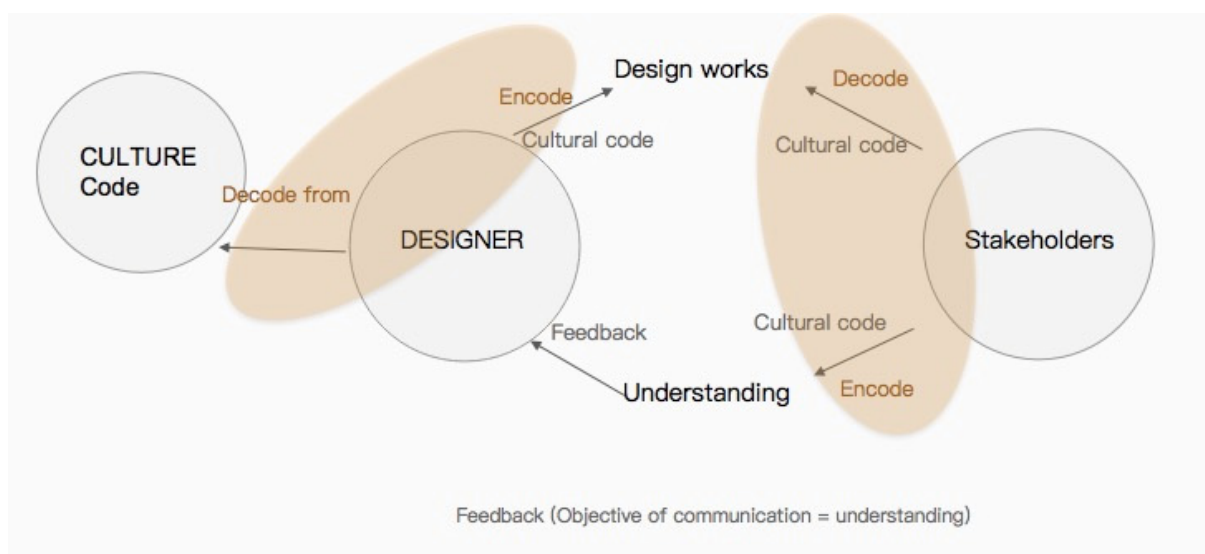 Design works
Decode
Encode
Cultural code
Cultural code
CULTURE
Code
Decode from
DESIGNER
Stakeholders
Cultural code
Feedback
Understanding
Encode
Feedback (Objective of communication = understanding)